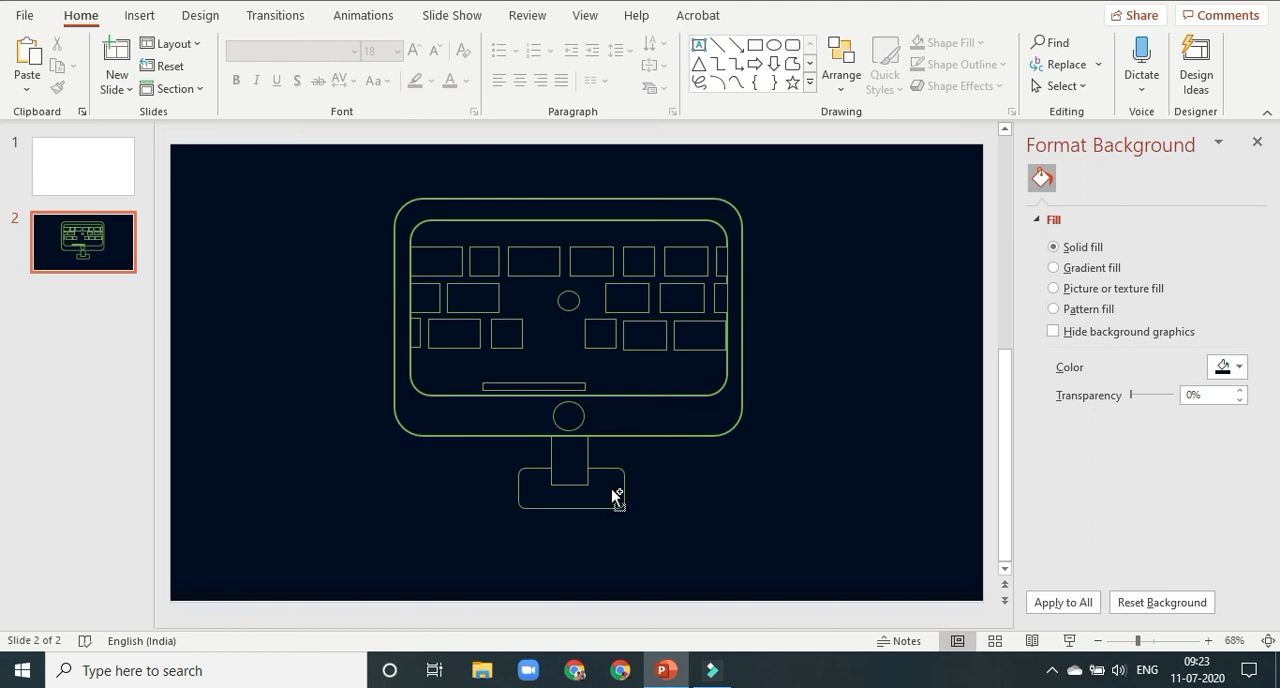 File Home Insert Design Transitions Animations Slide Show Review View Help Acrobat Share Comments
Paste
New Slide
Layout
Reset
Section
18
B I U S ab AV Aa A
Arrange
Quick Styles
Shape Fill
Shape Outline
Shape Effects
Find
Replace
Select
Dictate
Design Ideas
Clipboard Slides Font Paragraph Drawing Editing Voice Designer
1
2
Format Background
Fill
Solid fill
Gradient fill
Picture or texture fill
Pattern fill
Hide background graphics
Color
Transparency 0%
Apply to All Reset Background
Slide 2 of 2 English (India) Notes 68%
Type here to search
ENG
09:23
11-07-2020